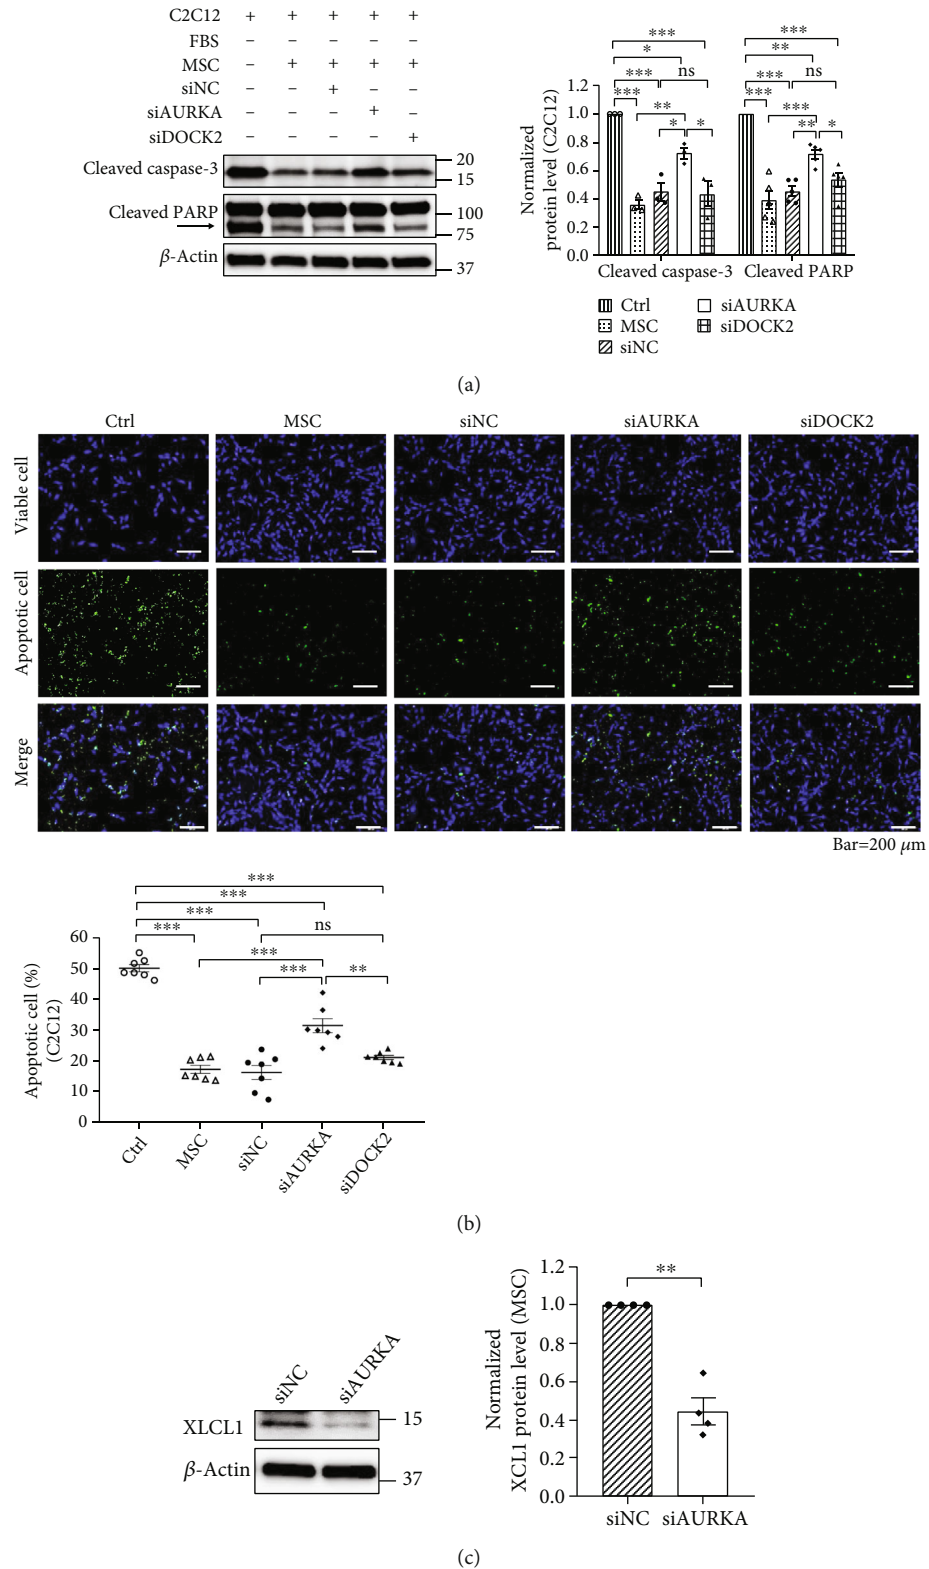 C2C12 + + + + +
FBS – – – – –
MSC – + + + +
siNC – – + – –
siAURKA – – – + –
siDOCK2 – – – – +
Cleaved caspase-3
20
15
Cleaved PARP
100
75
β-Actin
37
Normalized
protein level (C2C12)
1.2
1.0
0.8
0.6
0.4
0.2
0.0
***
*
***
ns
***
**
*
*
***
**
***
ns
***
***
**
*
Cleaved caspase-3 Cleaved PARP
Ctrl siAURKA
MSC siDOCK2
siNC
(a)
Ctrl MSC siNC siAURKA siDOCK2
Viable cell
Apoptotic cell
Merge
Bar=200 μm
Apoptotic cell (%)
(C2C12)
60
50
40
30
20
10
0
***
***
***
*** ns
***
*** **
Ctrl MSC siNC siAURKA siDOCK2
(b)
siNC siAURKA
XLCL1
15
β-Actin
37
Normalized
XCL1 protein level (MSC)
1.2
1.0
0.8
0.6
0.4
0.2
0.0
**
siNC siAURKA
(c)